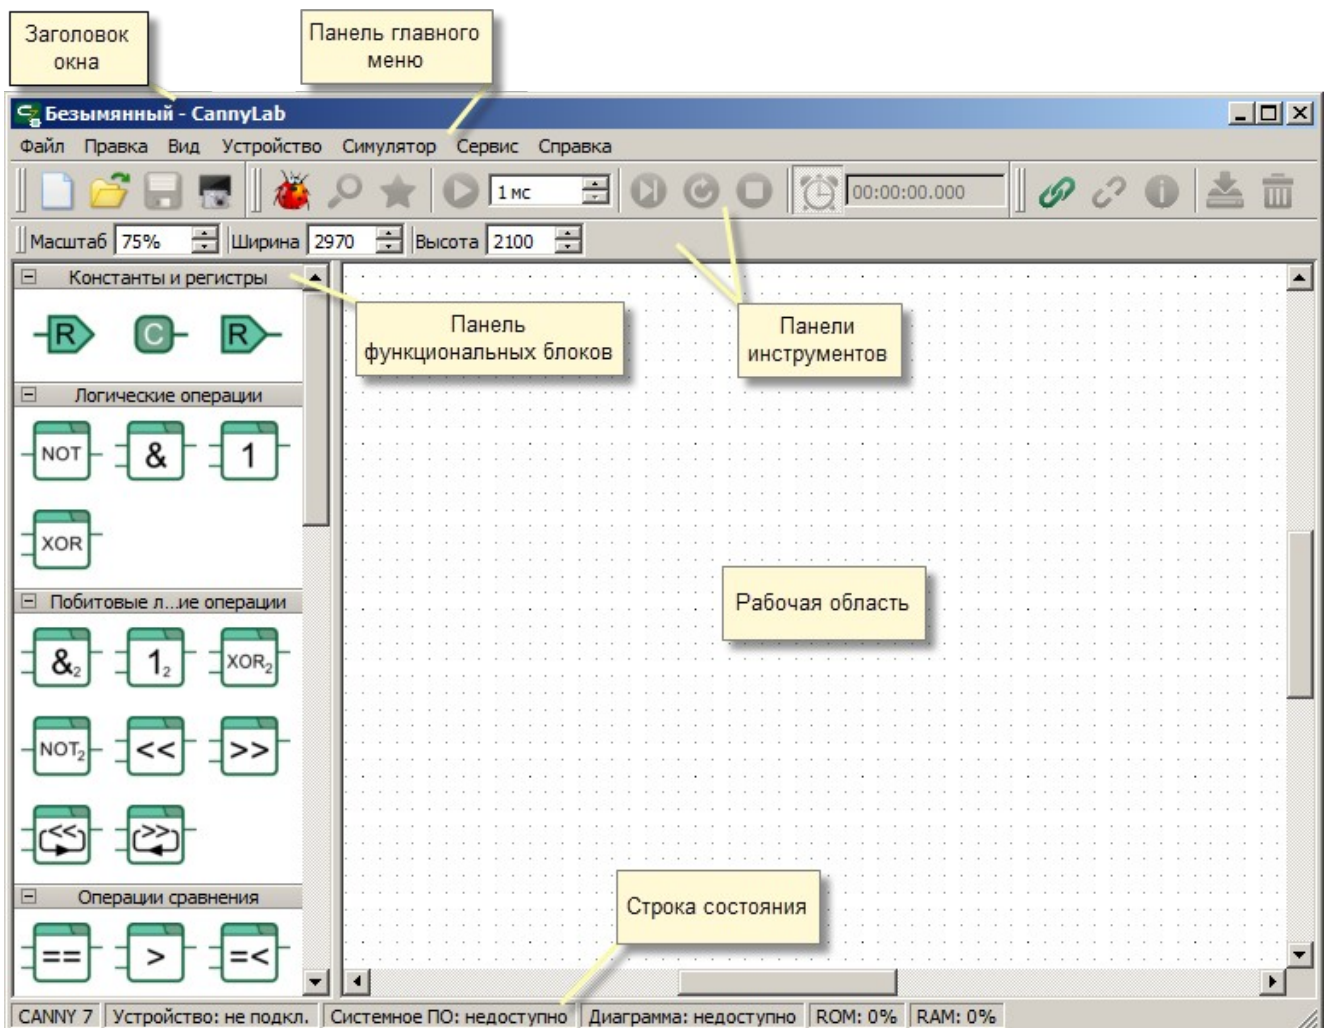 Заголовок
окна
Панель главного
меню
Безымянный - CannyLab
Файл Правка Вид Устройство Симулятор Сервис Справка
1 мс 00:00:00.000
Масштаб 75% Ширина 2970 Высота 2100
Константы и регистры
R C R
Панель
функциональных блоков
Панели
инструментов
Логические операции
NOT & 1
XOR
Побитовые л...ие операции
&2 12 XOR2
NOT2 << >>
<< >>
Рабочая область
Операции сравнения
== > =<
Строка состояния
CANNY 7 Устройство: не подкл. Системное ПО: недоступно Диаграмма: недоступно ROM: 0% RAM: 0%